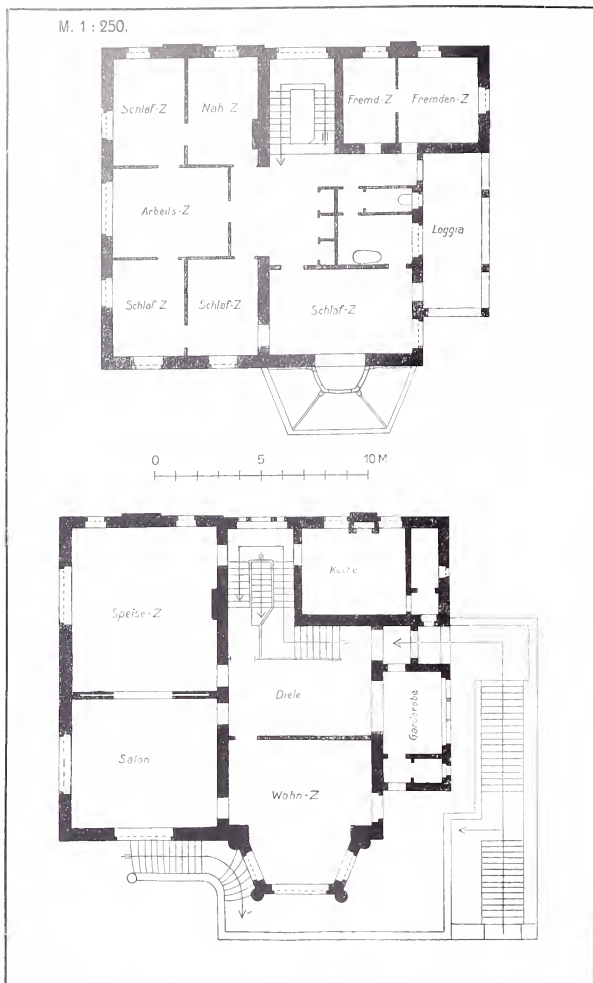 M. 1 : 250.
Schlaf-Z
Näh-Z
Fremd-Z
Fremden-Z
Arbeits-Z
Loggia
Schlaf-Z
Schlaf-Z
Schlaf-Z
0 5 10 M
Speise-Z
Küche
Diele
Garderobe
Salon
Wohn-Z